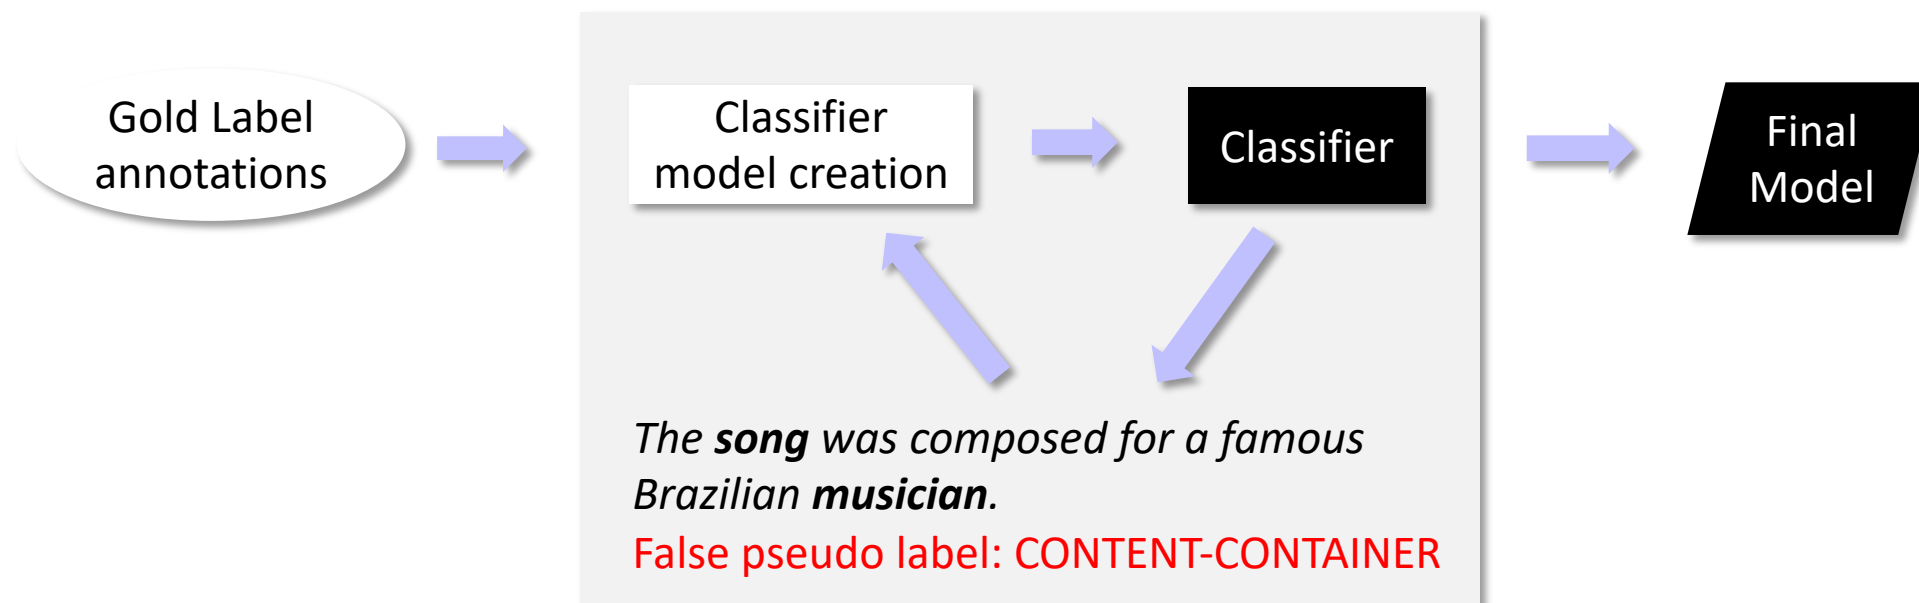 Gold Label
annotations
Classifier
model creation
Classifier
Final
Model
The song was composed for a famous
Brazilian musician.
False pseudo label: CONTENT-CONTAINER